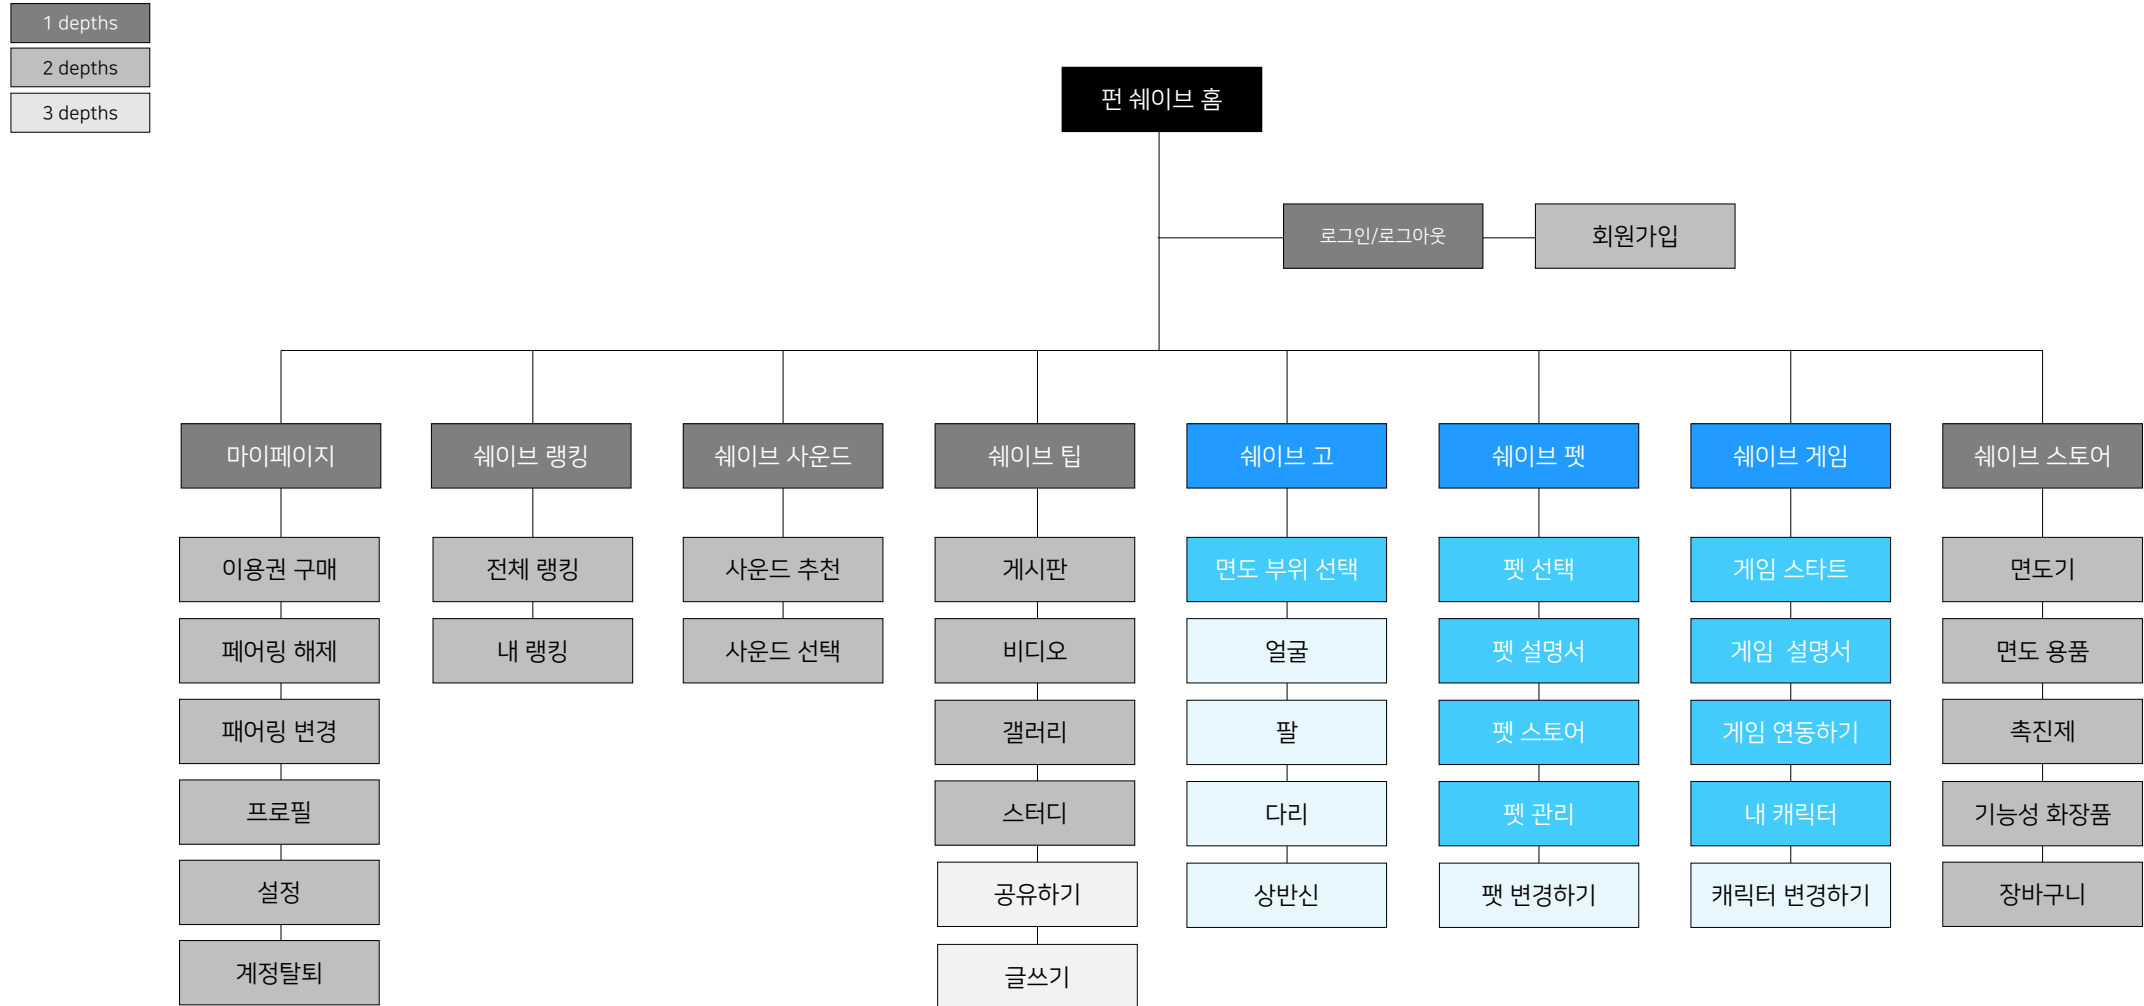 1 depths
2 depths
3 depths
펀 쉐이브 홈
로그인/로그아웃
회원가입
마이페이지
이용권 구매
페어링 해제
패어링 변경
프로필
설정
계정탈퇴
쉐이브 랭킹
전체 랭킹
내 랭킹
쉐이브 사운드
사운드 추천
사운드 선택
쉐이브 팁
게시판
비디오
갤러리
스터디
공유하기
글쓰기
쉐이브 고
면도 부위 선택
얼굴
팔
다리
상반신
쉐이브 펫
펫 선택
펫 설명서
펫 스토어
펫 관리
팻 변경하기
쉐이브 게임
게임 스타트
게임 설명서
게임 연동하기
내 캐릭터
캐릭터 변경하기
쉐이브 스토어
면도기
면도 용품
촉진제
기능성 화장품
장바구니